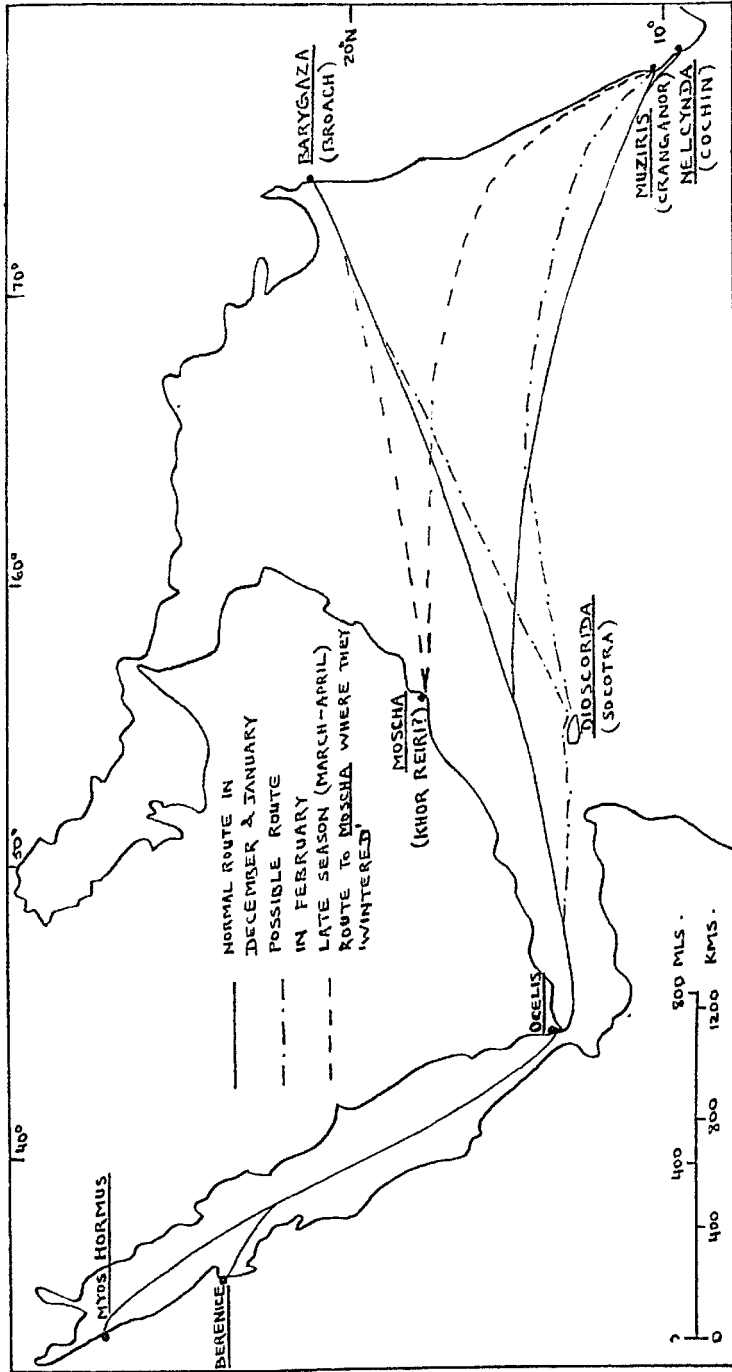 40°
50°
60°
70°
20°N
10°
MYOS HORMUS
BERENICE
OCELIS
MOSCHA
(KHOR REIRI?)
DIOSCORIDA
(SOCOTRA)
BARYGAZA
(BROACH)
MUZIRIS
(CRANGANOR)
NELCYNDA
(COCHIN)
NORMAL ROUTE IN
DECEMBER & JANUARY
POSSIBLE ROUTE
IN FEBRUARY
LATE SEASON (MARCH-APRIL)
ROUTE TO MOSCHA WHERE THEY
'WINTERED'
400 800 MLS.
0 400 800 1200 KMS.